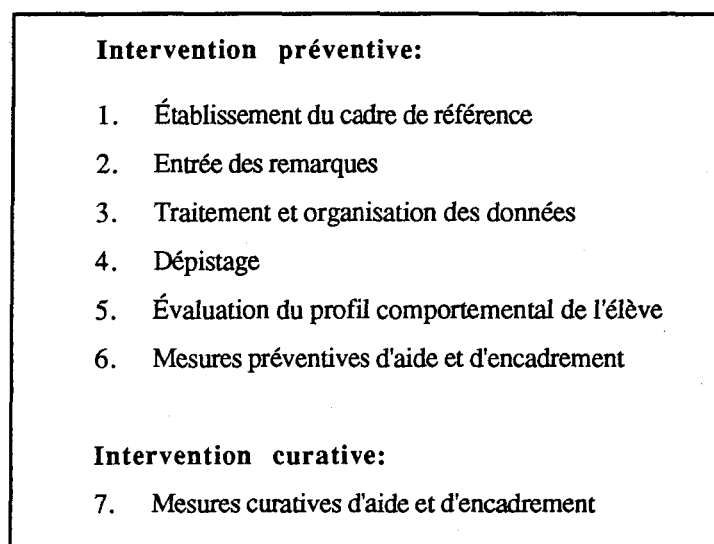 Intervention préventive:
1. Établissement du cadre de référence
2. Entrée des remarques
3. Traitement et organisation des données
4. Dépistage
5. Évaluation du profil comportemental de l'élève
6. Mesures préventives d'aide et d'encadrement
Intervention curative:
7. Mesures curatives d'aide et d'encadrement